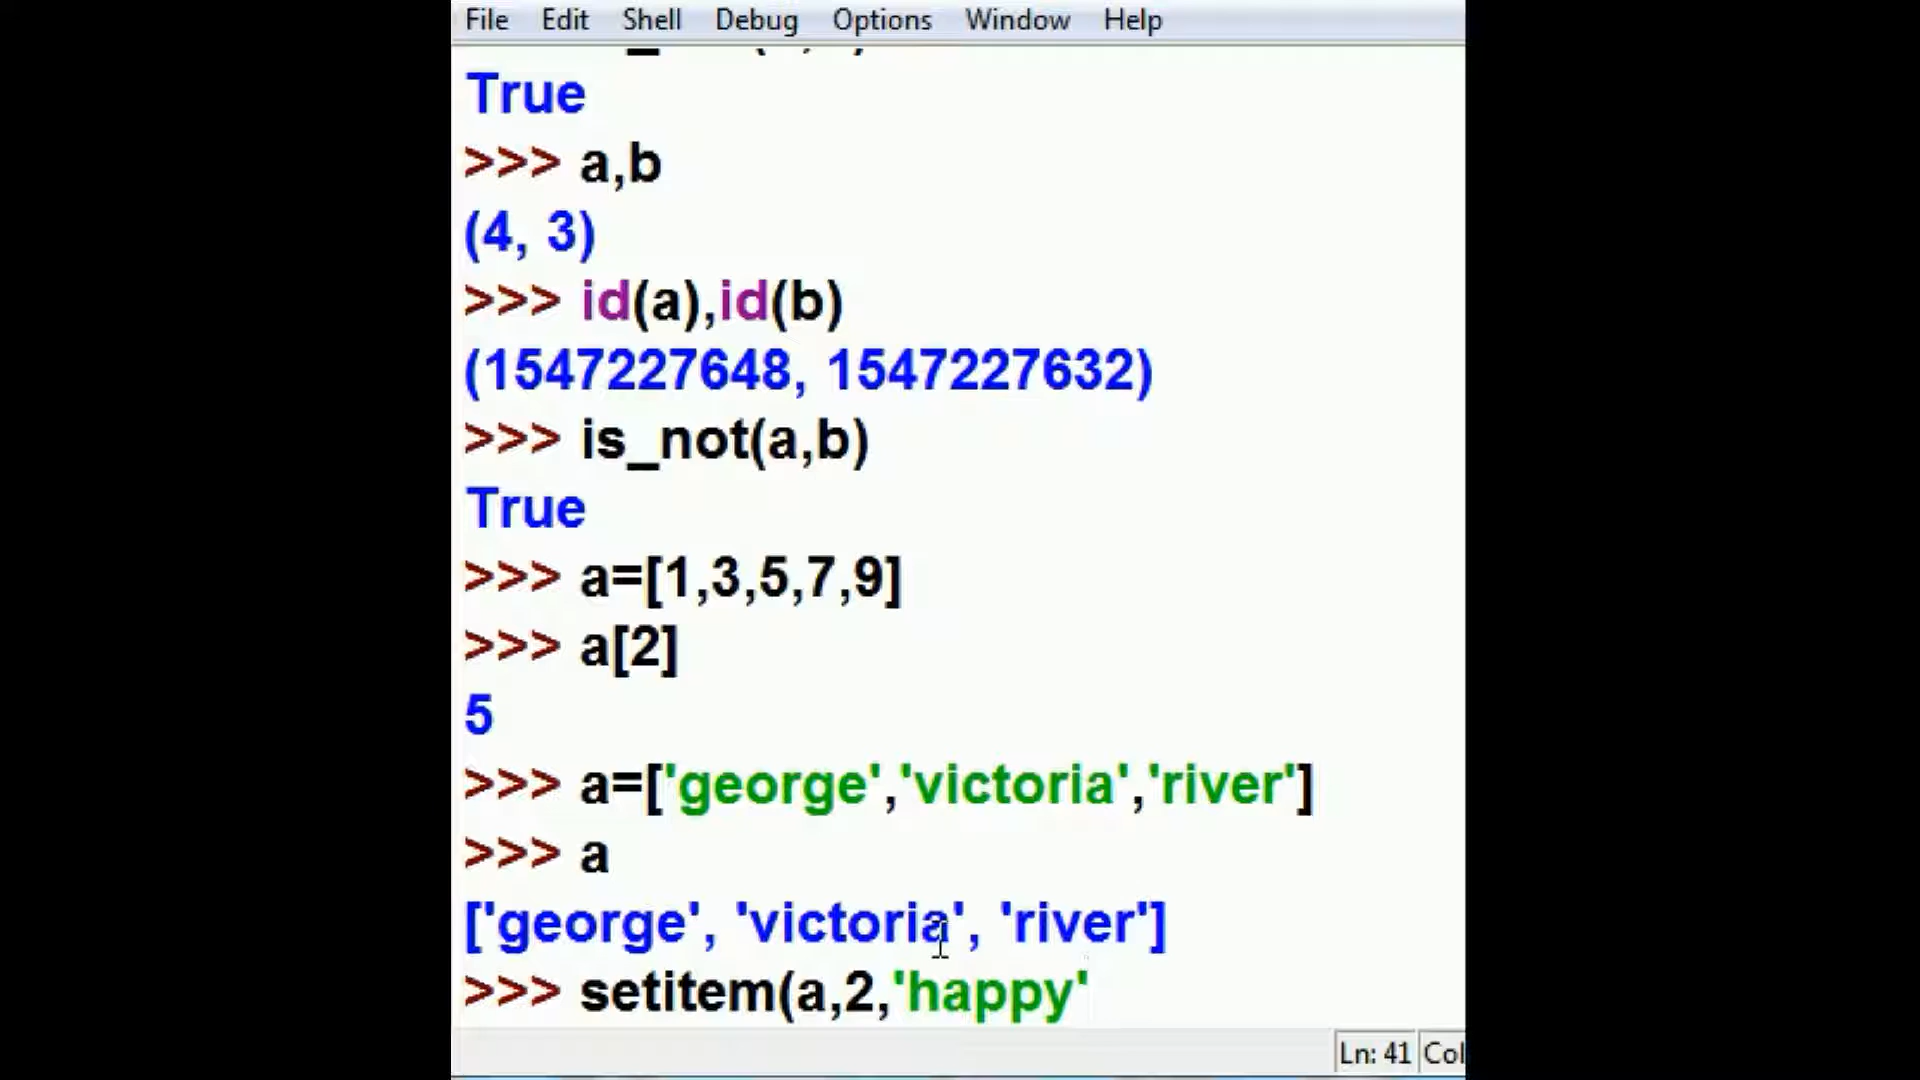 File Edit Shell Debug Options Window Help
True
>>> a,b
(4, 3)
>>> id(a),id(b)
(1547227648, 1547227632)
>>> is_not(a,b)
True
>>> a=[1,3,5,7,9]
>>> a[2]
5
>>> a=['george','victoria','river']
>>> a
['george', 'victoria', 'river']
>>> setitem(a,2,'happy'
Ln: 41 Col